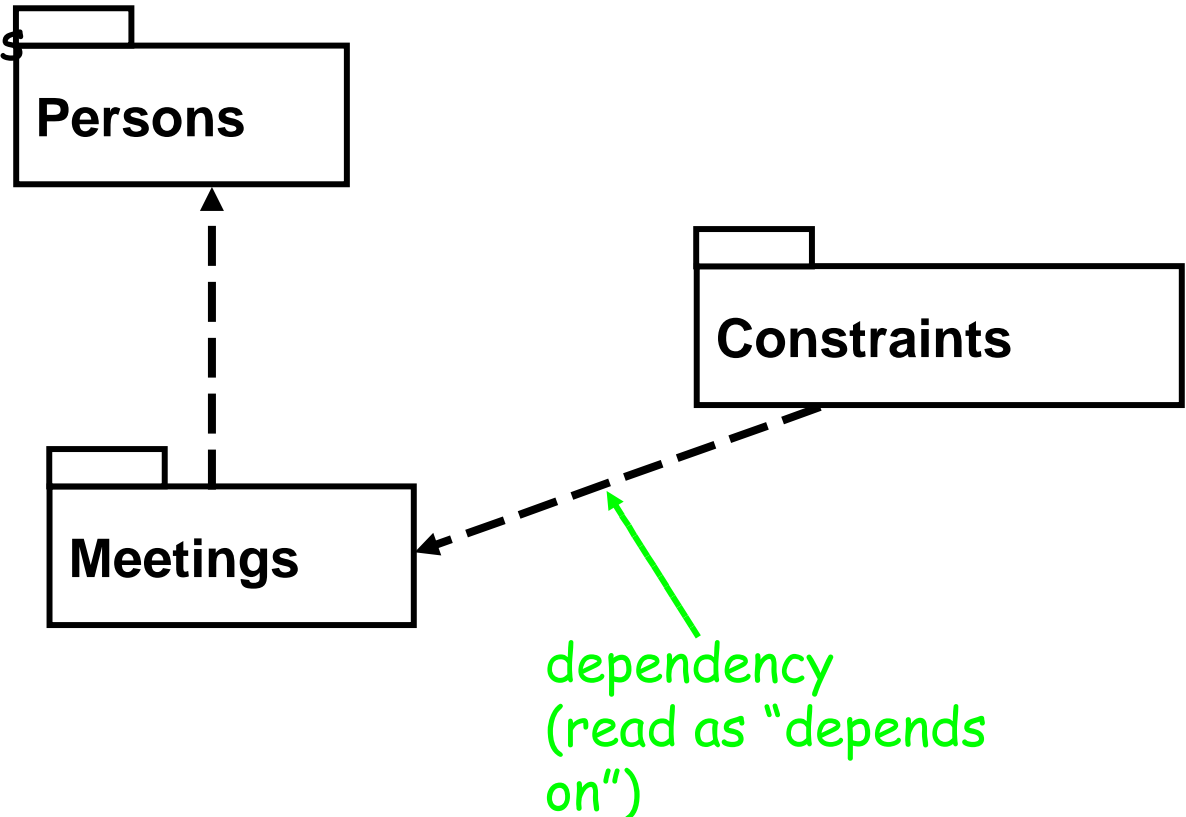 s
Persons
Constraints
Meetings
dependency
(read as “depends
on”)